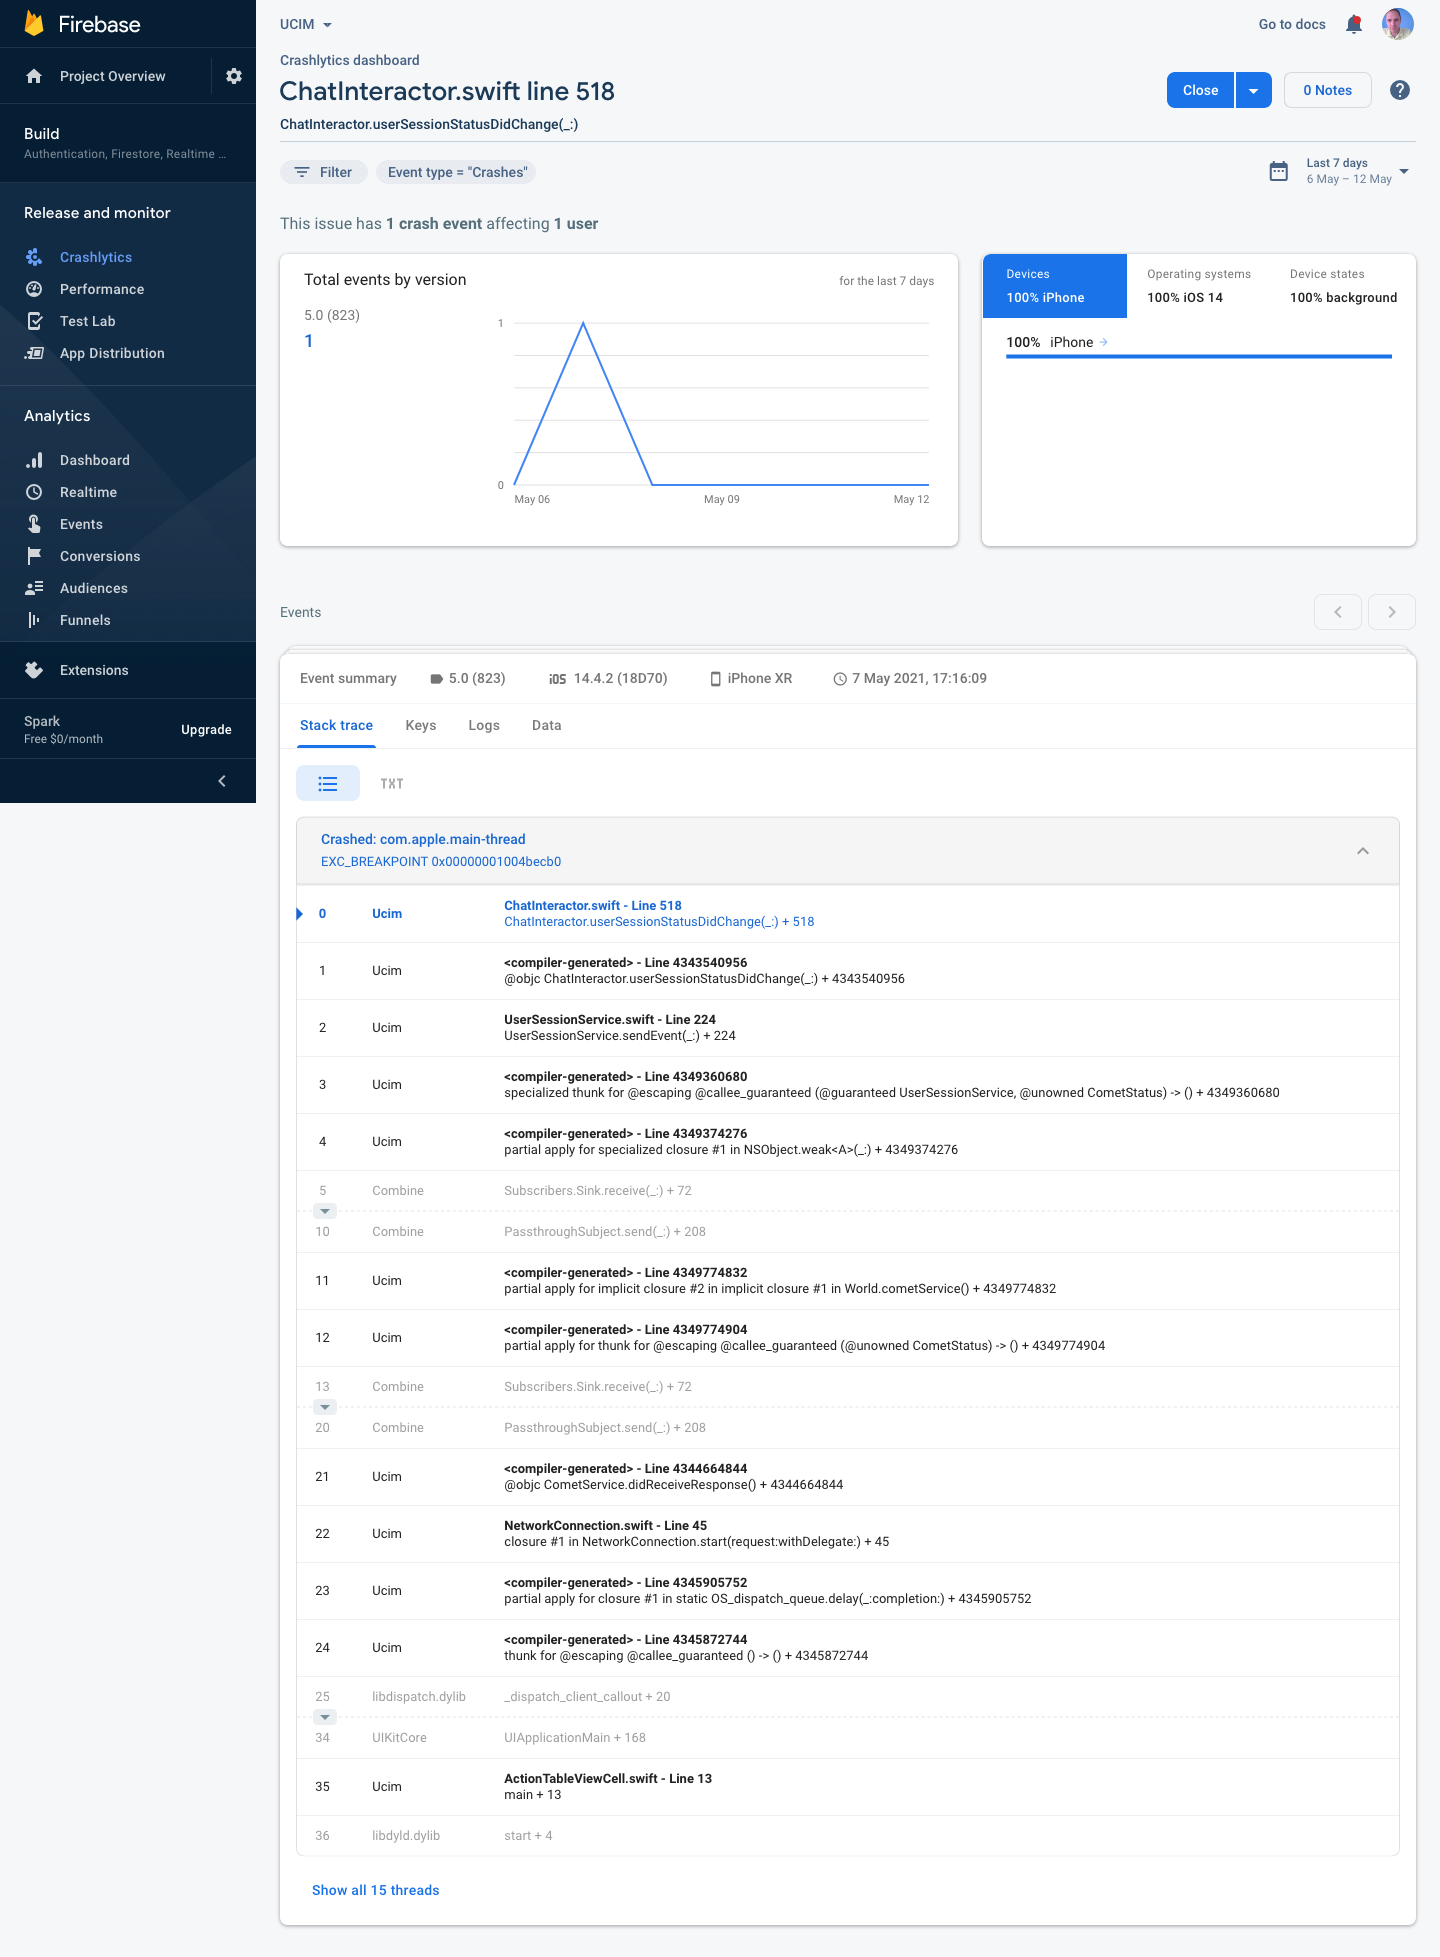 Firebase
Project Overview
Build
Authentication, Firestore, Realtime ...
Release and monitor
Crashlytics
Performance
Test Lab
App Distribution
Analytics
Dashboard
Realtime
Events
Conversions
Audiences
Funnels
Extensions
Spark
Free $0/month
Upgrade
UCIM
Go to docs
Crashlytics dashboard
ChatInteractor.swift line 518
ChatInteractor.userSessionStatusDidChange(_:)
Close
0 Notes
Filter
Event type = "Crashes"
Last 7 days
6 May – 12 May
This issue has 1 crash event affecting 1 user
Total events by version
for the last 7 days
5.0 (823)
1
1
0
May 06
May 09
May 12
Devices
100% iPhone
Operating systems
100% iOS 14
Device states
100% background
100% iPhone
Events
Event summary
5.0 (823)
iOS 14.4.2 (18D70)
iPhone XR
7 May 2021, 17:16:09
Stack trace
Keys
Logs
Data
TXT
Crashed: com.apple.main-thread
EXC_BREAKPOINT 0x00000001004becb0
0 Ucim ChatInteractor.swift - Line 518
ChatInteractor.userSessionStatusDidChange(_:) + 518
1 Ucim <compiler-generated> - Line 4343540956
@objc ChatInteractor.userSessionStatusDidChange(_:) + 4343540956
2 Ucim UserSessionService.swift - Line 224
UserSessionService.sendEvent(_:) + 224
3 Ucim <compiler-generated> - Line 4349360680
specialized thunk for @escaping @callee_guaranteed (@guaranteed UserSessionService, @unowned CometStatus) -> () + 4349360680
4 Ucim <compiler-generated> - Line 4349374276
partial apply for specialized closure #1 in NSObject.weak<A>(_:) + 4349374276
5 Combine Subscribers.Sink.receive(_:) + 72
10 Combine PassthroughSubject.send(_:) + 208
11 Ucim <compiler-generated> - Line 4349774832
partial apply for implicit closure #2 in implicit closure #1 in World.cometService() + 4349774832
12 Ucim <compiler-generated> - Line 4349774904
partial apply for thunk for @escaping @callee_guaranteed (@unowned CometStatus) -> () + 4349774904
13 Combine Subscribers.Sink.receive(_:) + 72
20 Combine PassthroughSubject.send(_:) + 208
21 Ucim <compiler-generated> - Line 4344664844
@objc CometService.didReceiveResponse() + 4344664844
22 Ucim NetworkConnection.swift - Line 45
closure #1 in NetworkConnection.start(request:withDelegate:) + 45
23 Ucim <compiler-generated> - Line 4345905752
partial apply for closure #1 in static OS_dispatch_queue.delay(_:completion:) + 4345905752
24 Ucim <compiler-generated> - Line 4345872744
thunk for @escaping @callee_guaranteed () -> () + 4345872744
25 libdispatch.dylib _dispatch_client_callout + 20
34 UIKitCore UIApplicationMain + 168
35 Ucim ActionTableViewCell.swift - Line 13
main + 13
36 libdyld.dylib start + 4
Show all 15 threads